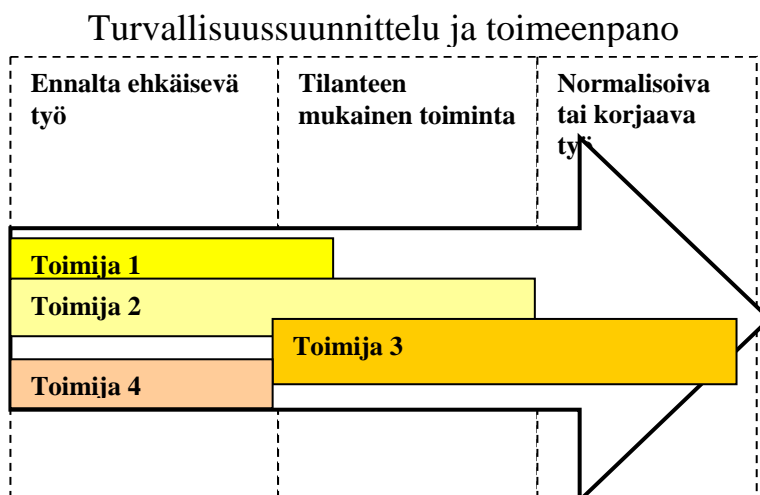 Turvallisuussuunnittelu ja toimeenpano
Ennalta ehkäisevä
työ
Tilanteen
mukainen toiminta
Normalisoiva
tai korjaava
työ
Toimija 1
Toimija 2
Toimija 3
Toimija 4